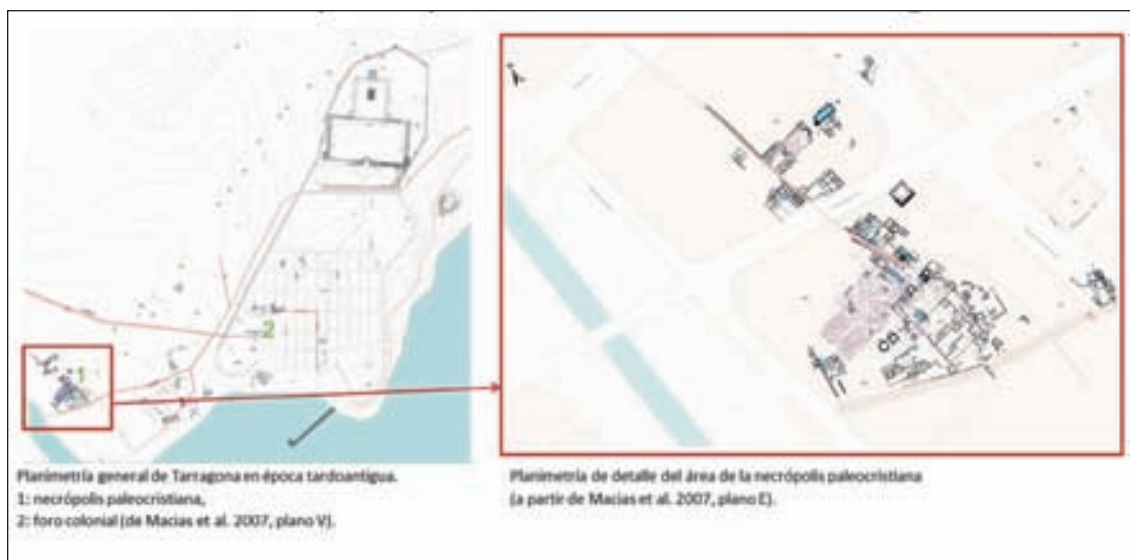 2
1
Planimetría general de Tarragona en época tardoantigua.
1: necrópolis paleocristiana,
2: foro colonial (de Macias et al. 2007, plano V).
Planimetría de detalle del área de la necrópolis paleocristiana
(a partir de Macias et al. 2007, plano E).